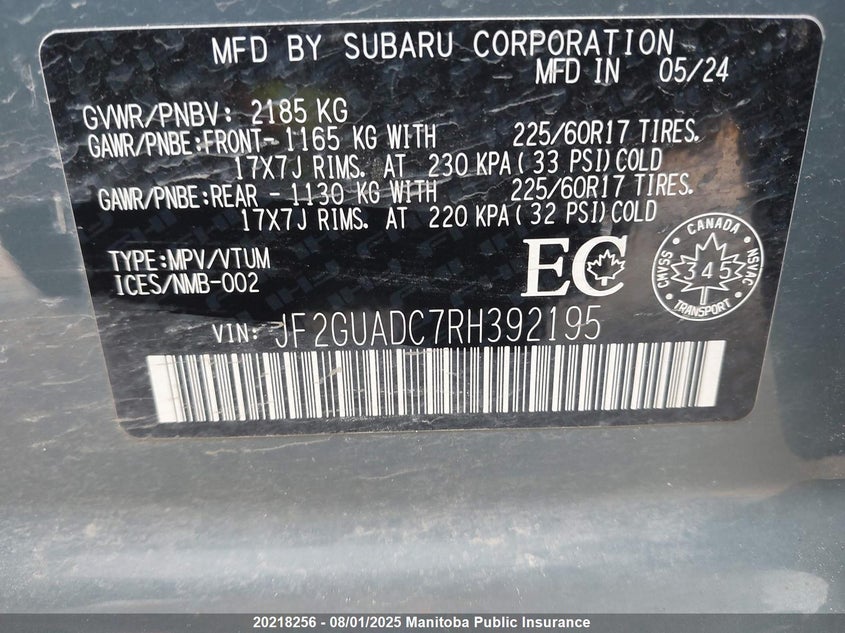 MFD BY SUBARU CORPORATION
MFD IN 05/24
GVWR/PNBV: 2185 KG
GAWR/PNBE:FRONT- 1165 KG WITH 225/60R17 TIRES.
17X7J RIMS. AT 230 KPA( 33 PSI)COLD
GAWR/PNBE:REAR - 1130 KG WITH 225/60R17 TIRES.
17X7J RIMS. AT 220 KPA( 32 PSI)COLD
TYPE:MPV/VTUM
ICES/NMB-002
EC
CANADA
CMVSS 345 NSVAC
TRANSPORT
VIN: JF2GUADC7RH392195
20218256 - 08/01/2025 Manitoba Public Insurance